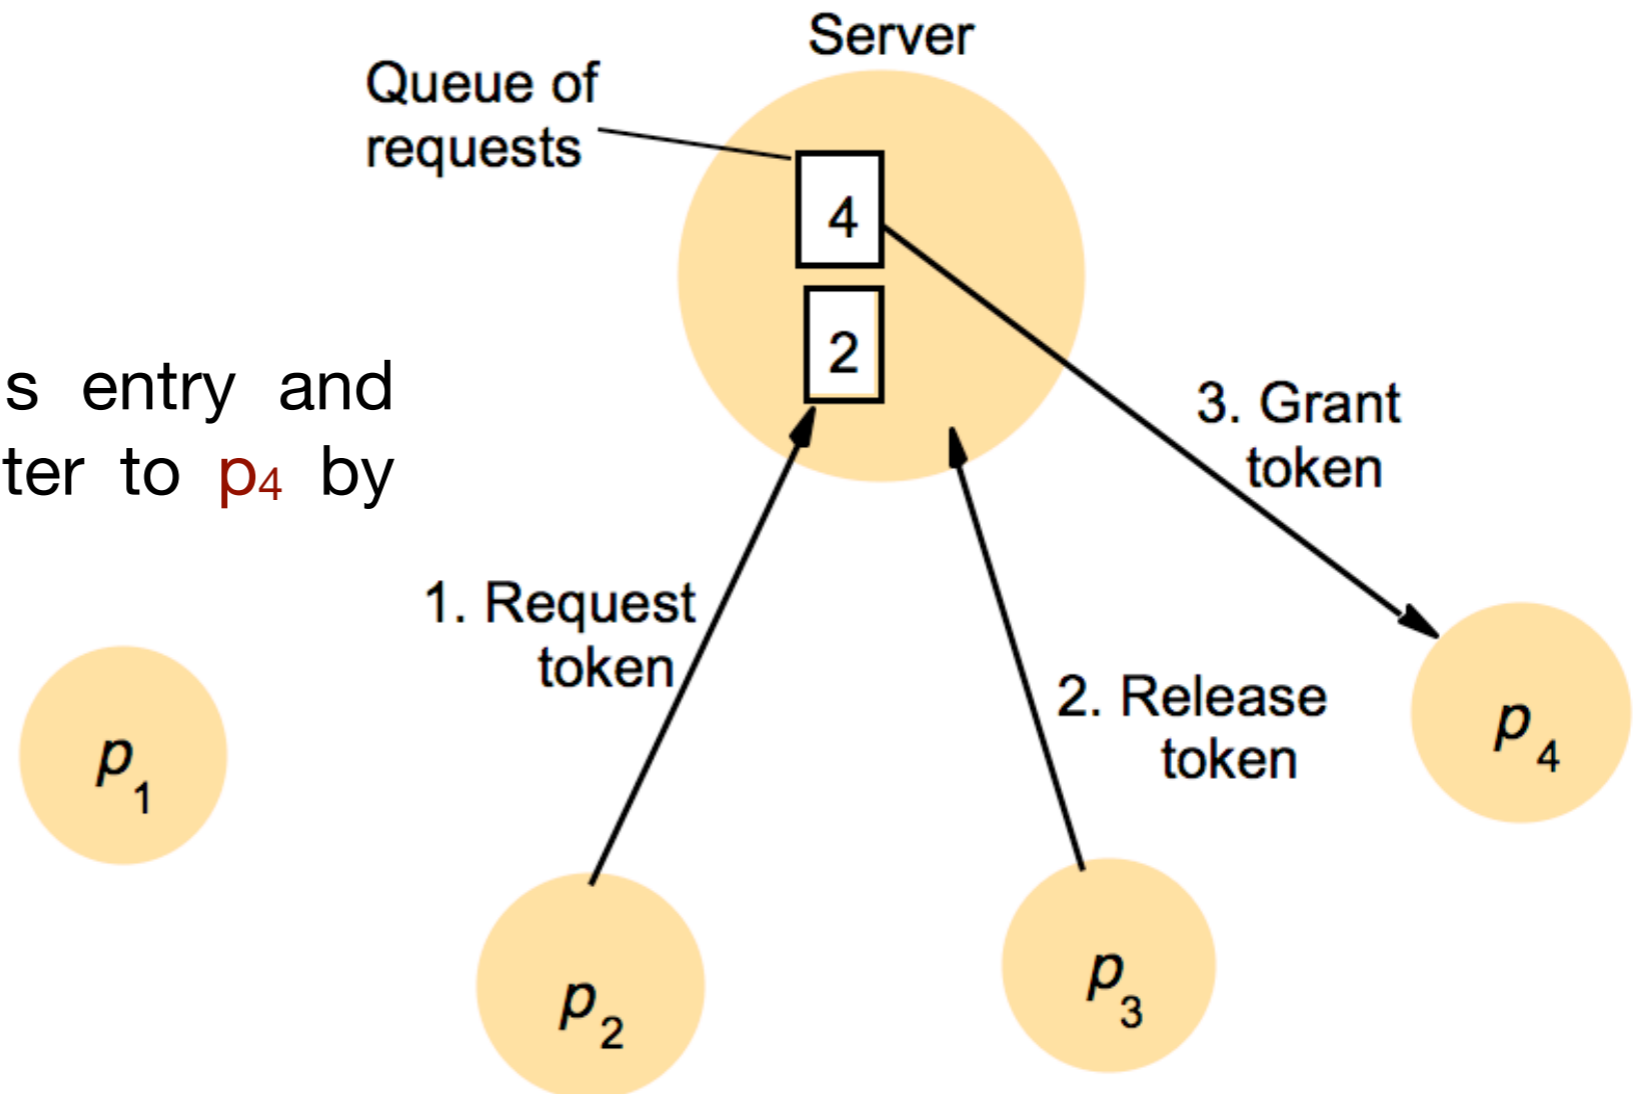 Server
Queue of
requests
4
2
s entry and
ter to p4 by
3. Grant
token
1. Request
token
2. Release
token
p1
p2
p3
p4